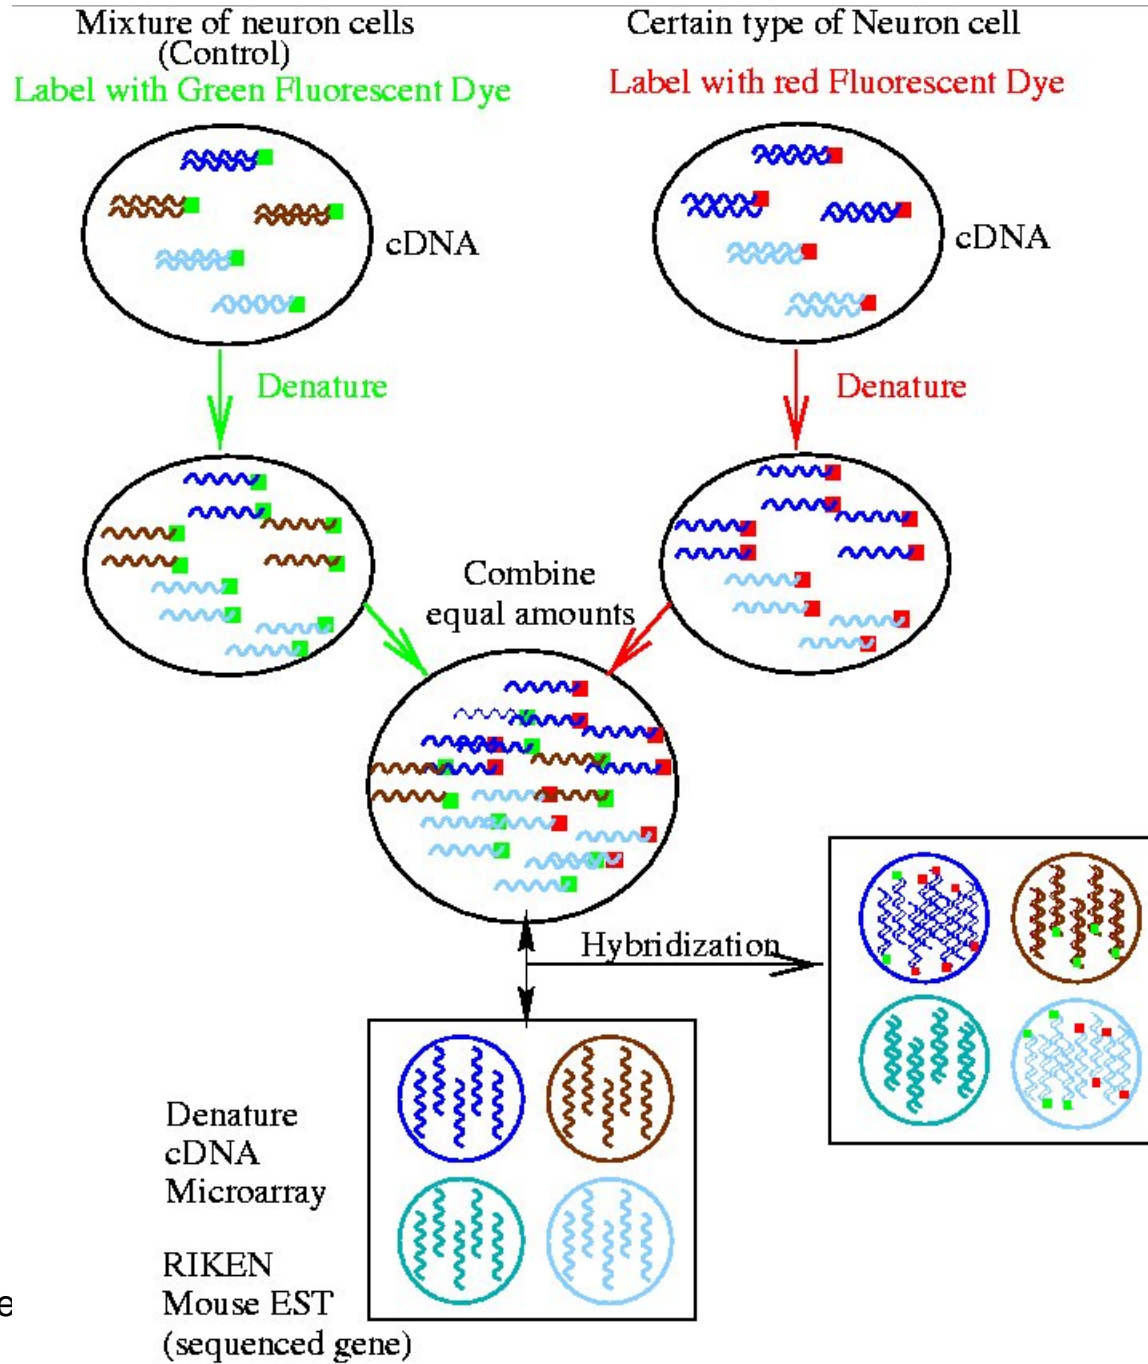 Mixture of neuron cells
(Control)
Label with Green Fluorescent Dye
Certain type of Neuron cell
Label with red Fluorescent Dye
cDNA
cDNA
Denature
Denature
Combine
equal amounts
Hybridization
Denature
cDNA
Microarray
RIKEN
Mouse EST
(sequenced gene)
e